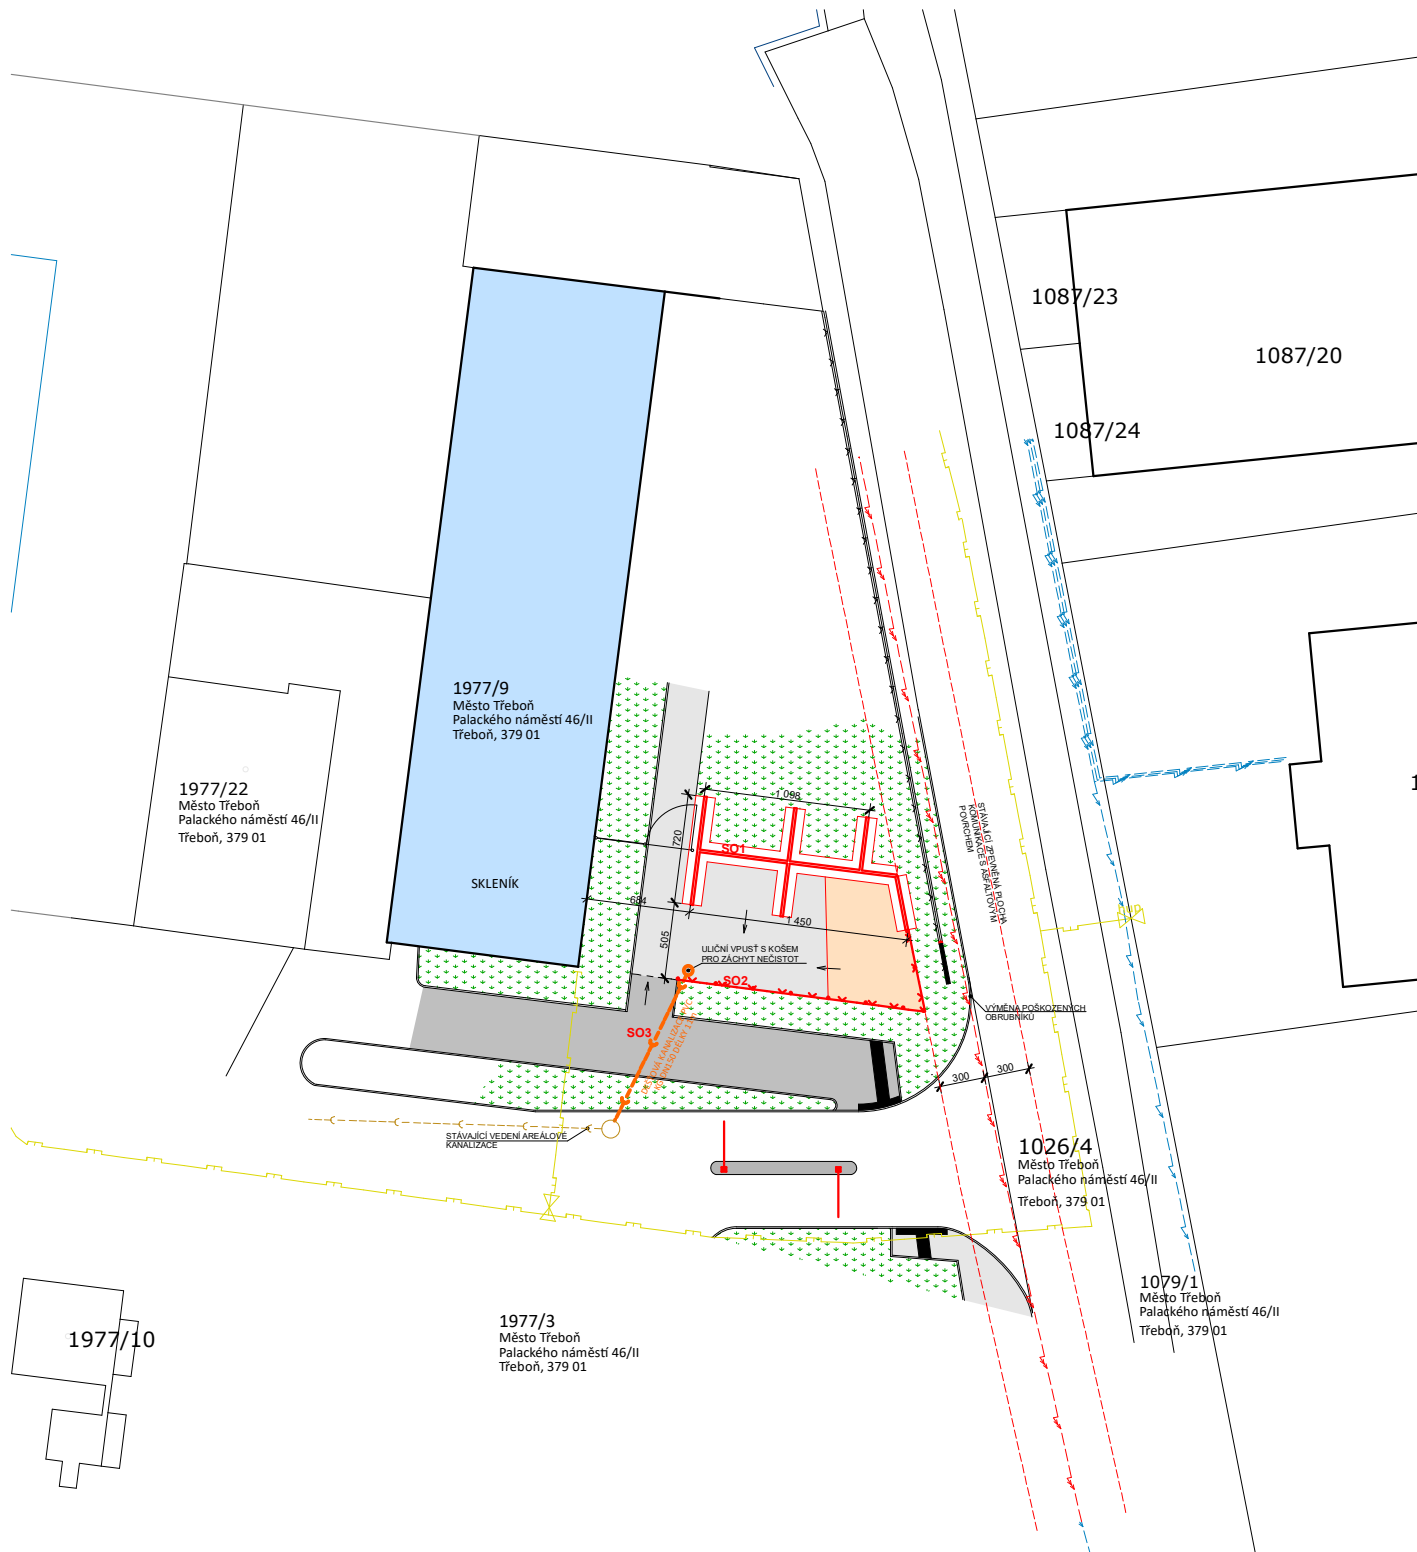 1087/23
1087/20
1087/24
1977/9
Město Třeboň
Palackého náměstí 46/II
Třeboň, 379 01
1977/22
Město Třeboň
Palackého náměstí 46/II
Třeboň, 379 01
SKLENÍK
1 098
720
SO1
684
1 450
505
STÁVAJÍCÍ ZPEVNĚNÁ PLOCHA
KOMUNIKACE S ASFALTOVÝM
POVRCHEM
1
ULIČNÍ VPUSŤ S KOŠEM
PRO ZÁCHYT NEČISTOT
SO2
SO3
VÝMĚNA POŠKOZENÝCH
OBRUBNÍKŮ
300
300
STÁVAJÍCÍ VEDENÍ AREÁLOVÉ
KANALIZACE
1026/4
Město Třeboň
Palackého náměstí 46/II
Třeboň, 379 01
1079/1
Město Třeboň
Palackého náměstí 46/II
Třeboň, 379 01
1977/3
Město Třeboň
Palackého náměstí 46/II
Třeboň, 379 01
1977/10